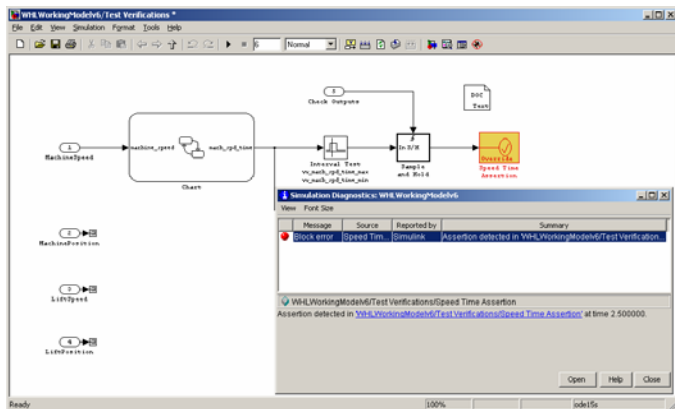 WHLWorkingModelv6/Test Verifications *
File Edit View Simulation Format Tools Help
6 Normal
5
Check Outputs
DOC
Text
1
MachineSpeed
machine_speed
mach_spd_time
Chart
Interval Test
vv_mach_spd_time_max
vv_mach_spd_time_min
In S/H
Sample
and Hold
Override
Speed Time
Assertion
MachinePosition
3
LiftSpeed
4
LiftPosition
Simulation Diagnostics: WHLWorkingModelv6
View Font Size
Message Source Reported by Summary
Block error Speed Tim... Simulink Assertion detected in 'WHLWorkingModelv6/Test Verification...
WHLWorkingModelv6/Test Verifications/Speed Time Assertion
Assertion detected in 'WHLWorkingModelv6/Test Verifications/Speed Time Assertion' at time 2.500000.
Open Help Close
Ready 100% ode15s